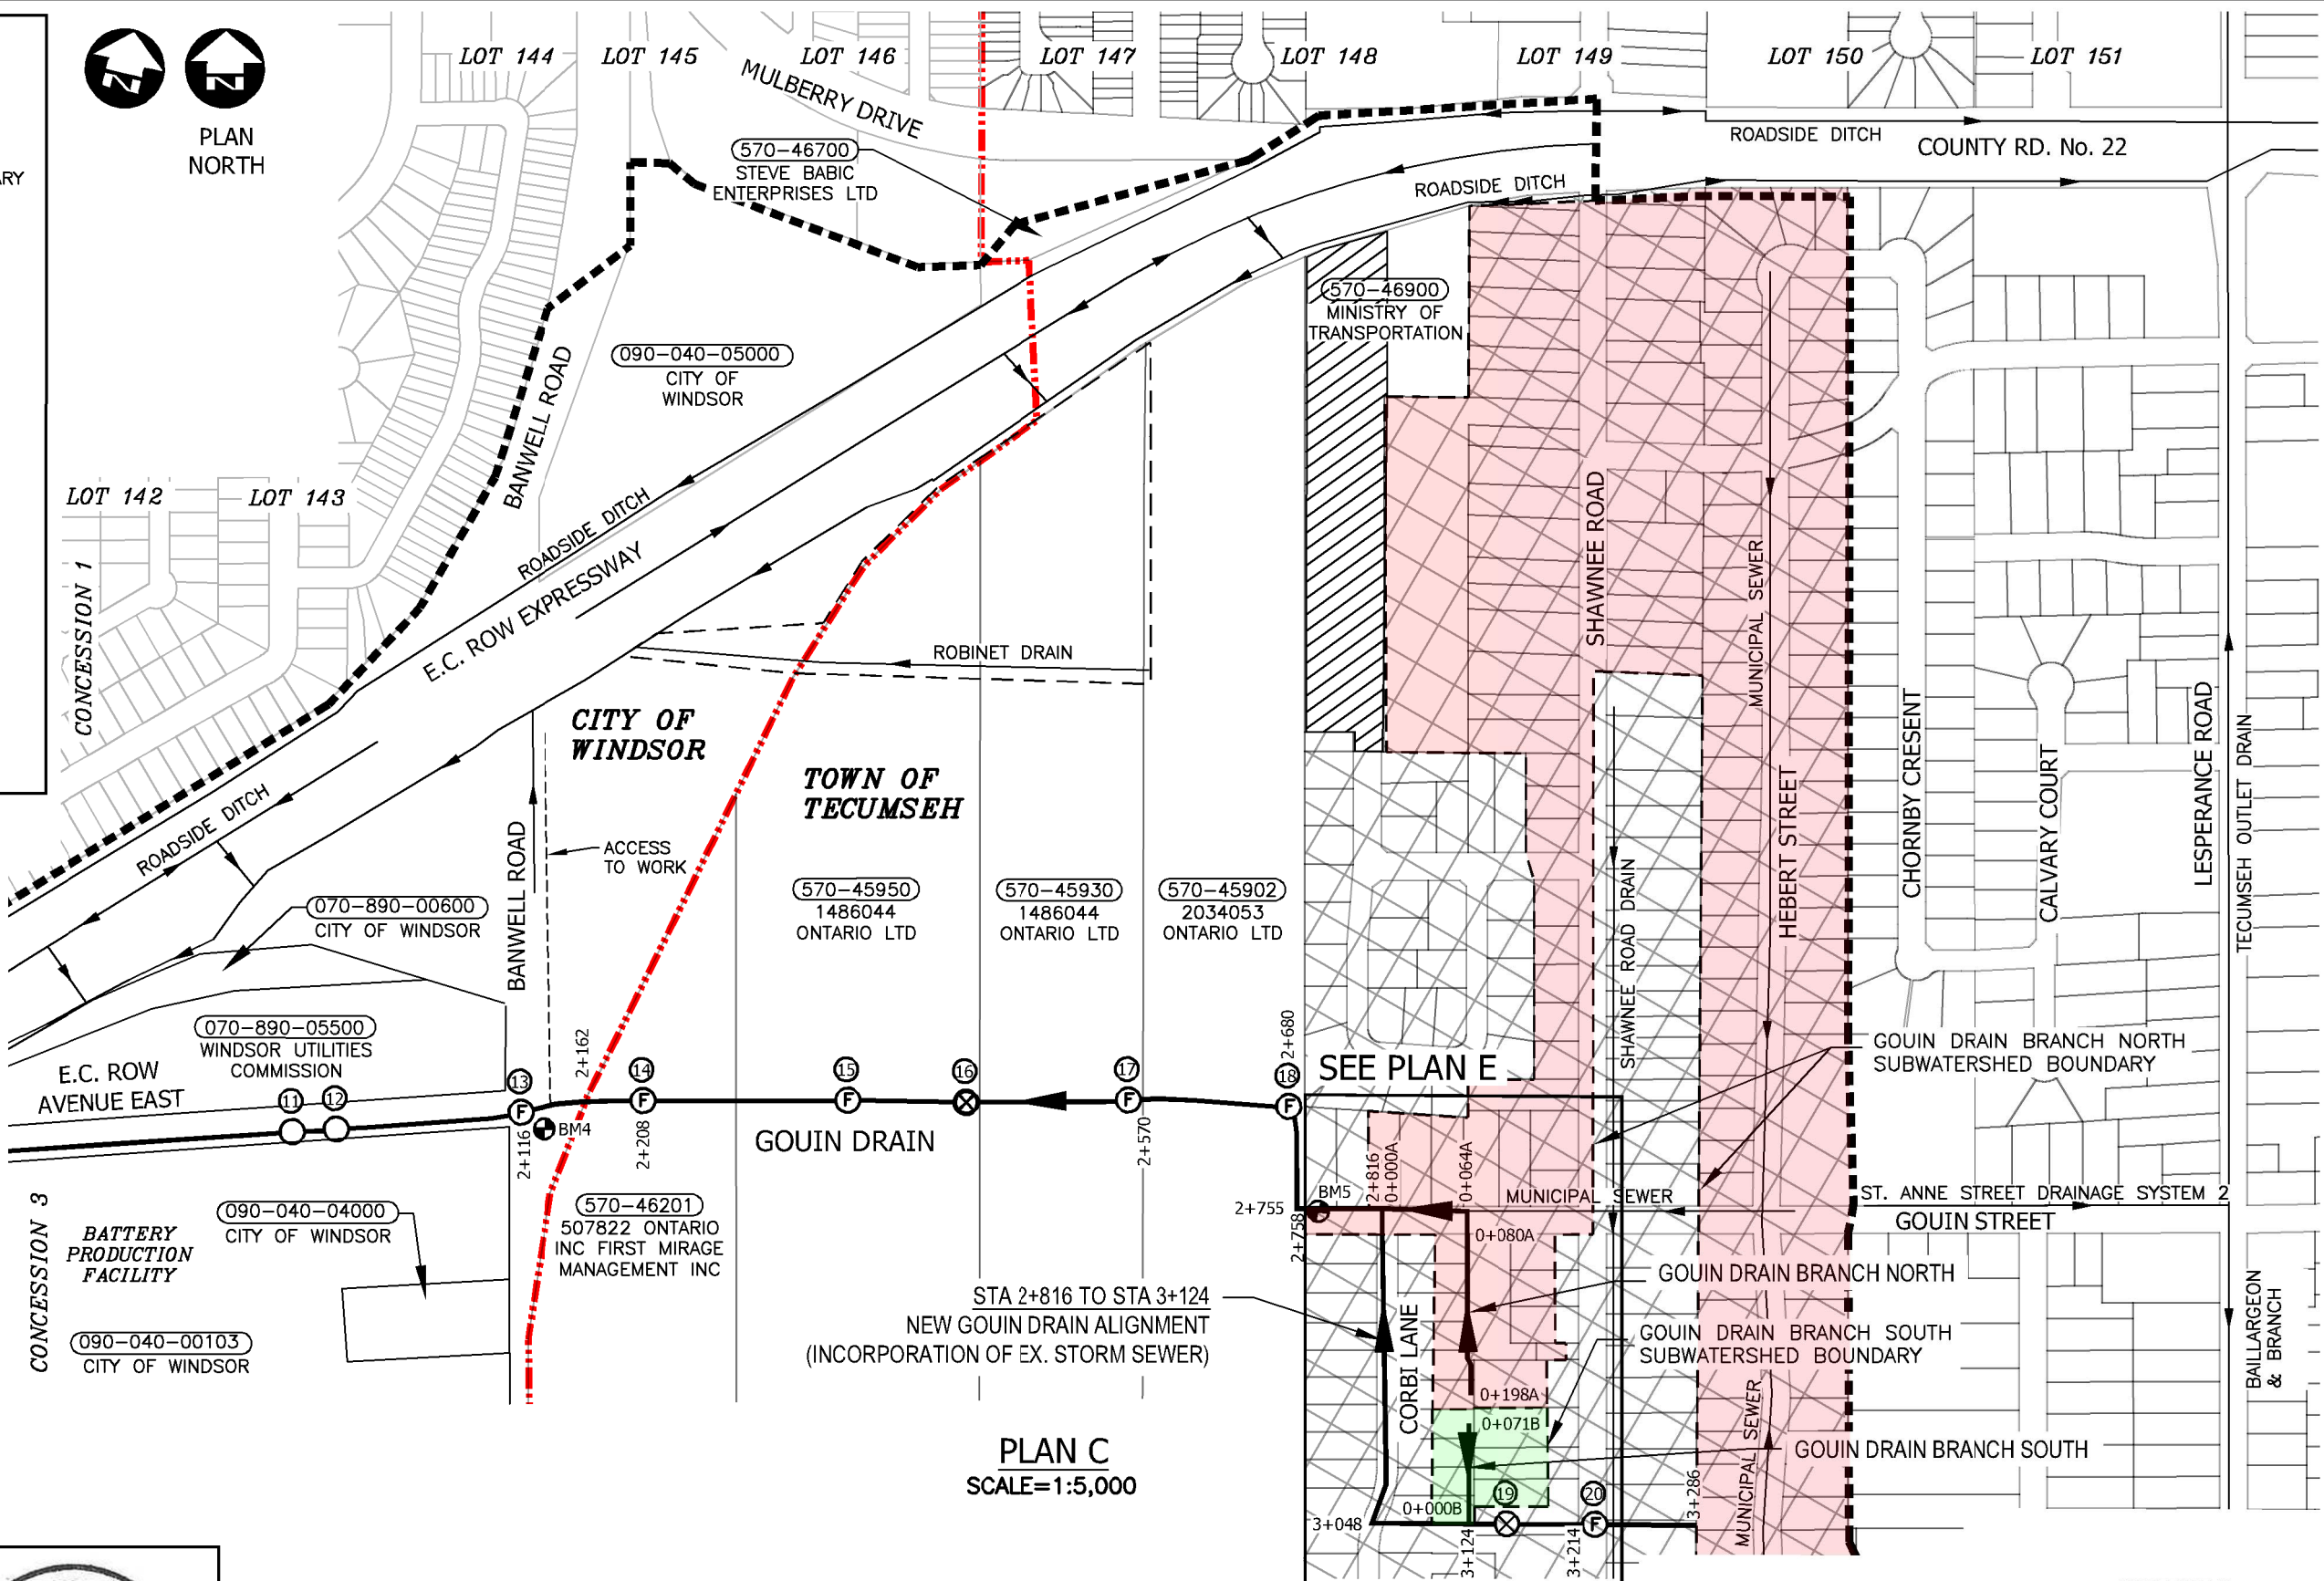 N
N
PLAN
NORTH
LOT 144
LOT 145
LOT 146
LOT 147
LOT 148
LOT 149
LOT 150
LOT 151
MULBERRY DRIVE
570-46700
STEVE BABIC
ENTERPRISES LTD
ROADSIDE DITCH
COUNTY RD. No. 22
ROADSIDE DITCH
RY
570-46900
MINISTRY OF
TRANSPORTATION
090-040-05000
CITY OF
WINDSOR
BANWELL ROAD
LOT 142
LOT 143
ROADSIDE DITCH
E.C. ROW EXPRESSWAY
CONCESSION 1
SHAWNEE ROAD
MUNICIPAL SEWER
ROBINET DRAIN
CITY OF
WINDSOR
TOWN OF
TECUMSEH
HEBERT STREET
CHORNBY CRESENT
CALVARY COURT
LESPERANCE ROAD
TECUMSEH OUTLET DRAIN
ROADSIDE DITCH
BANWELL ROAD
ACCESS
TO WORK
SHAWNEE ROAD DRAIN
070-890-00600
CITY OF WINDSOR
570-45950
1486044
ONTARIO LTD
570-45930
1486044
ONTARIO LTD
570-45902
2034053
ONTARIO LTD
070-890-05500
WINDSOR UTILITIES
COMMISSION
E.C. ROW
AVENUE EAST
2+162
2+680
SEE PLAN E
GOUIN DRAIN BRANCH NORTH
SUBWATERSHED BOUNDARY
11
12
13
F
14
F
15
F
16
17
F
18
F
BM4
2+116
2+208
GOUIN DRAIN
2+570
2+816
0+000A
0+064A
BM5
MUNICIPAL SEWER
ST. ANNE STREET DRAINAGE SYSTEM 2
GOUIN STREET
2+755
2+758
0+080A
CONCESSION 3
BATTERY
PRODUCTION
FACILITY
090-040-04000
CITY OF WINDSOR
570-46201
507822 ONTARIO
INC FIRST MIRAGE
MANAGEMENT INC
GOUIN DRAIN BRANCH NORTH
STA 2+816 TO STA 3+124
NEW GOUIN DRAIN ALIGNMENT
(INCORPORATION OF EX. STORM SEWER)
CORBI LANE
GOUIN DRAIN BRANCH SOUTH
SUBWATERSHED BOUNDARY
BAILLARGEON
& BRANCH
090-040-00103
CITY OF WINDSOR
0+198A
0+071B
MUNICIPAL SEWER
GOUIN DRAIN BRANCH SOUTH
PLAN C
SCALE=1:5,000
0+000B
3+048
19
20
F
3+124
3+214
3+286